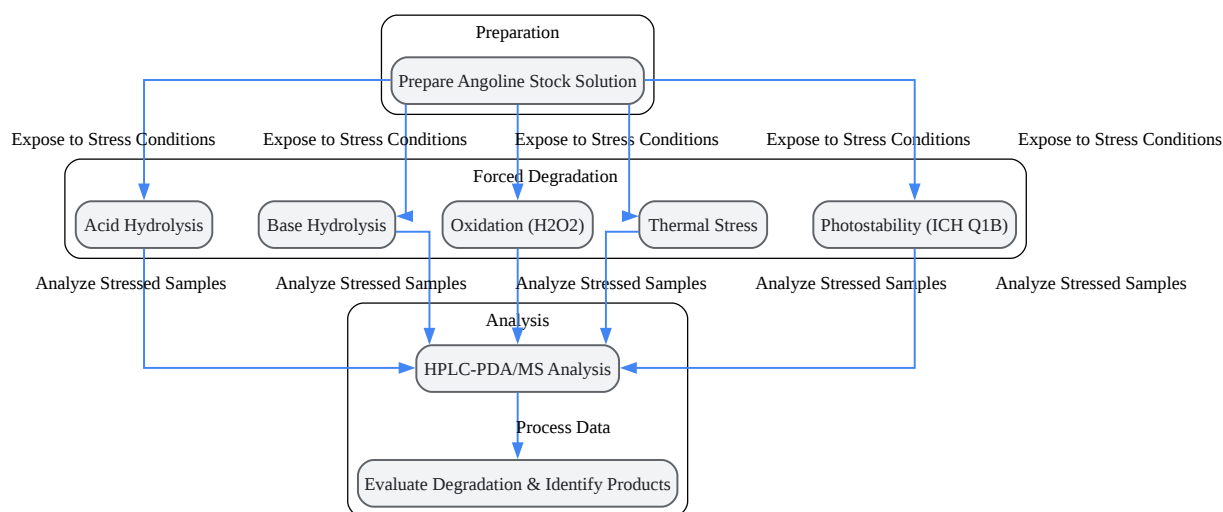 Preparation
Prepare Angoline Stock Solution
Expose to Stress Conditions
Expose to Stress Conditions
Expose to Stress Conditions
Expose to Stress Conditions
Expose to Stress Conditions
Forced Degradation
Acid Hydrolysis
Base Hydrolysis
Oxidation (H2O2)
Thermal Stress
Photostability (ICH Q1B)
Analyze Stressed Samples
Analyze Stressed Samples
Analyze Stressed Samples
Analyze Stressed Samples
Analyze Stressed Samples
Analysis
HPLC-PDA/MS Analysis
Process Data
Evaluate Degradation & Identify Products